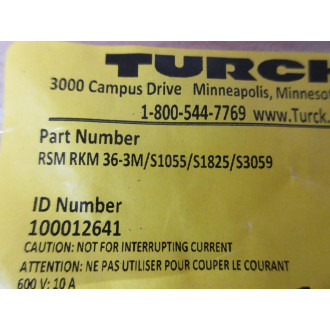 TURCK
3000 Campus Drive Minneapolis, Minnesot
1-800-544-7769 www.Turck.
Part Number
RSM RKM 36-3M/S1055/S1825/S3059
ID Number
100012641
CAUTION: NOT FOR INTERRUPTING CURRENT
ATTENTION: NE PAS UTILISER POUR COUPER LE COURANT
600 V: 10 A